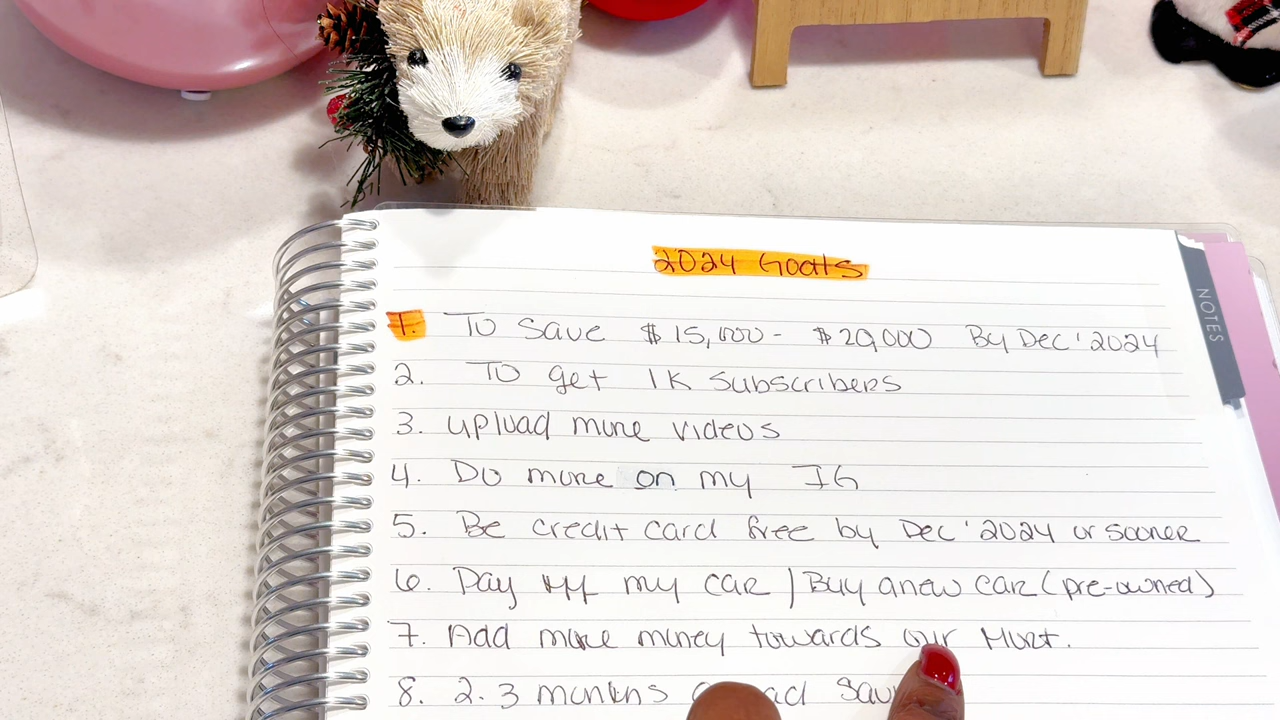 2024 Goals
1. To save $15,000 - $20,000 By Dec '2024
2. To get 1K subscribers
3. upload more videos
4. Do more on my IG
5. Be credit card free by Dec '2024 or sooner
6. Pay off my car / Buy a new car (pre-owned)
7. Add more money towards our Mort.
8. 2-3 months
NOTES